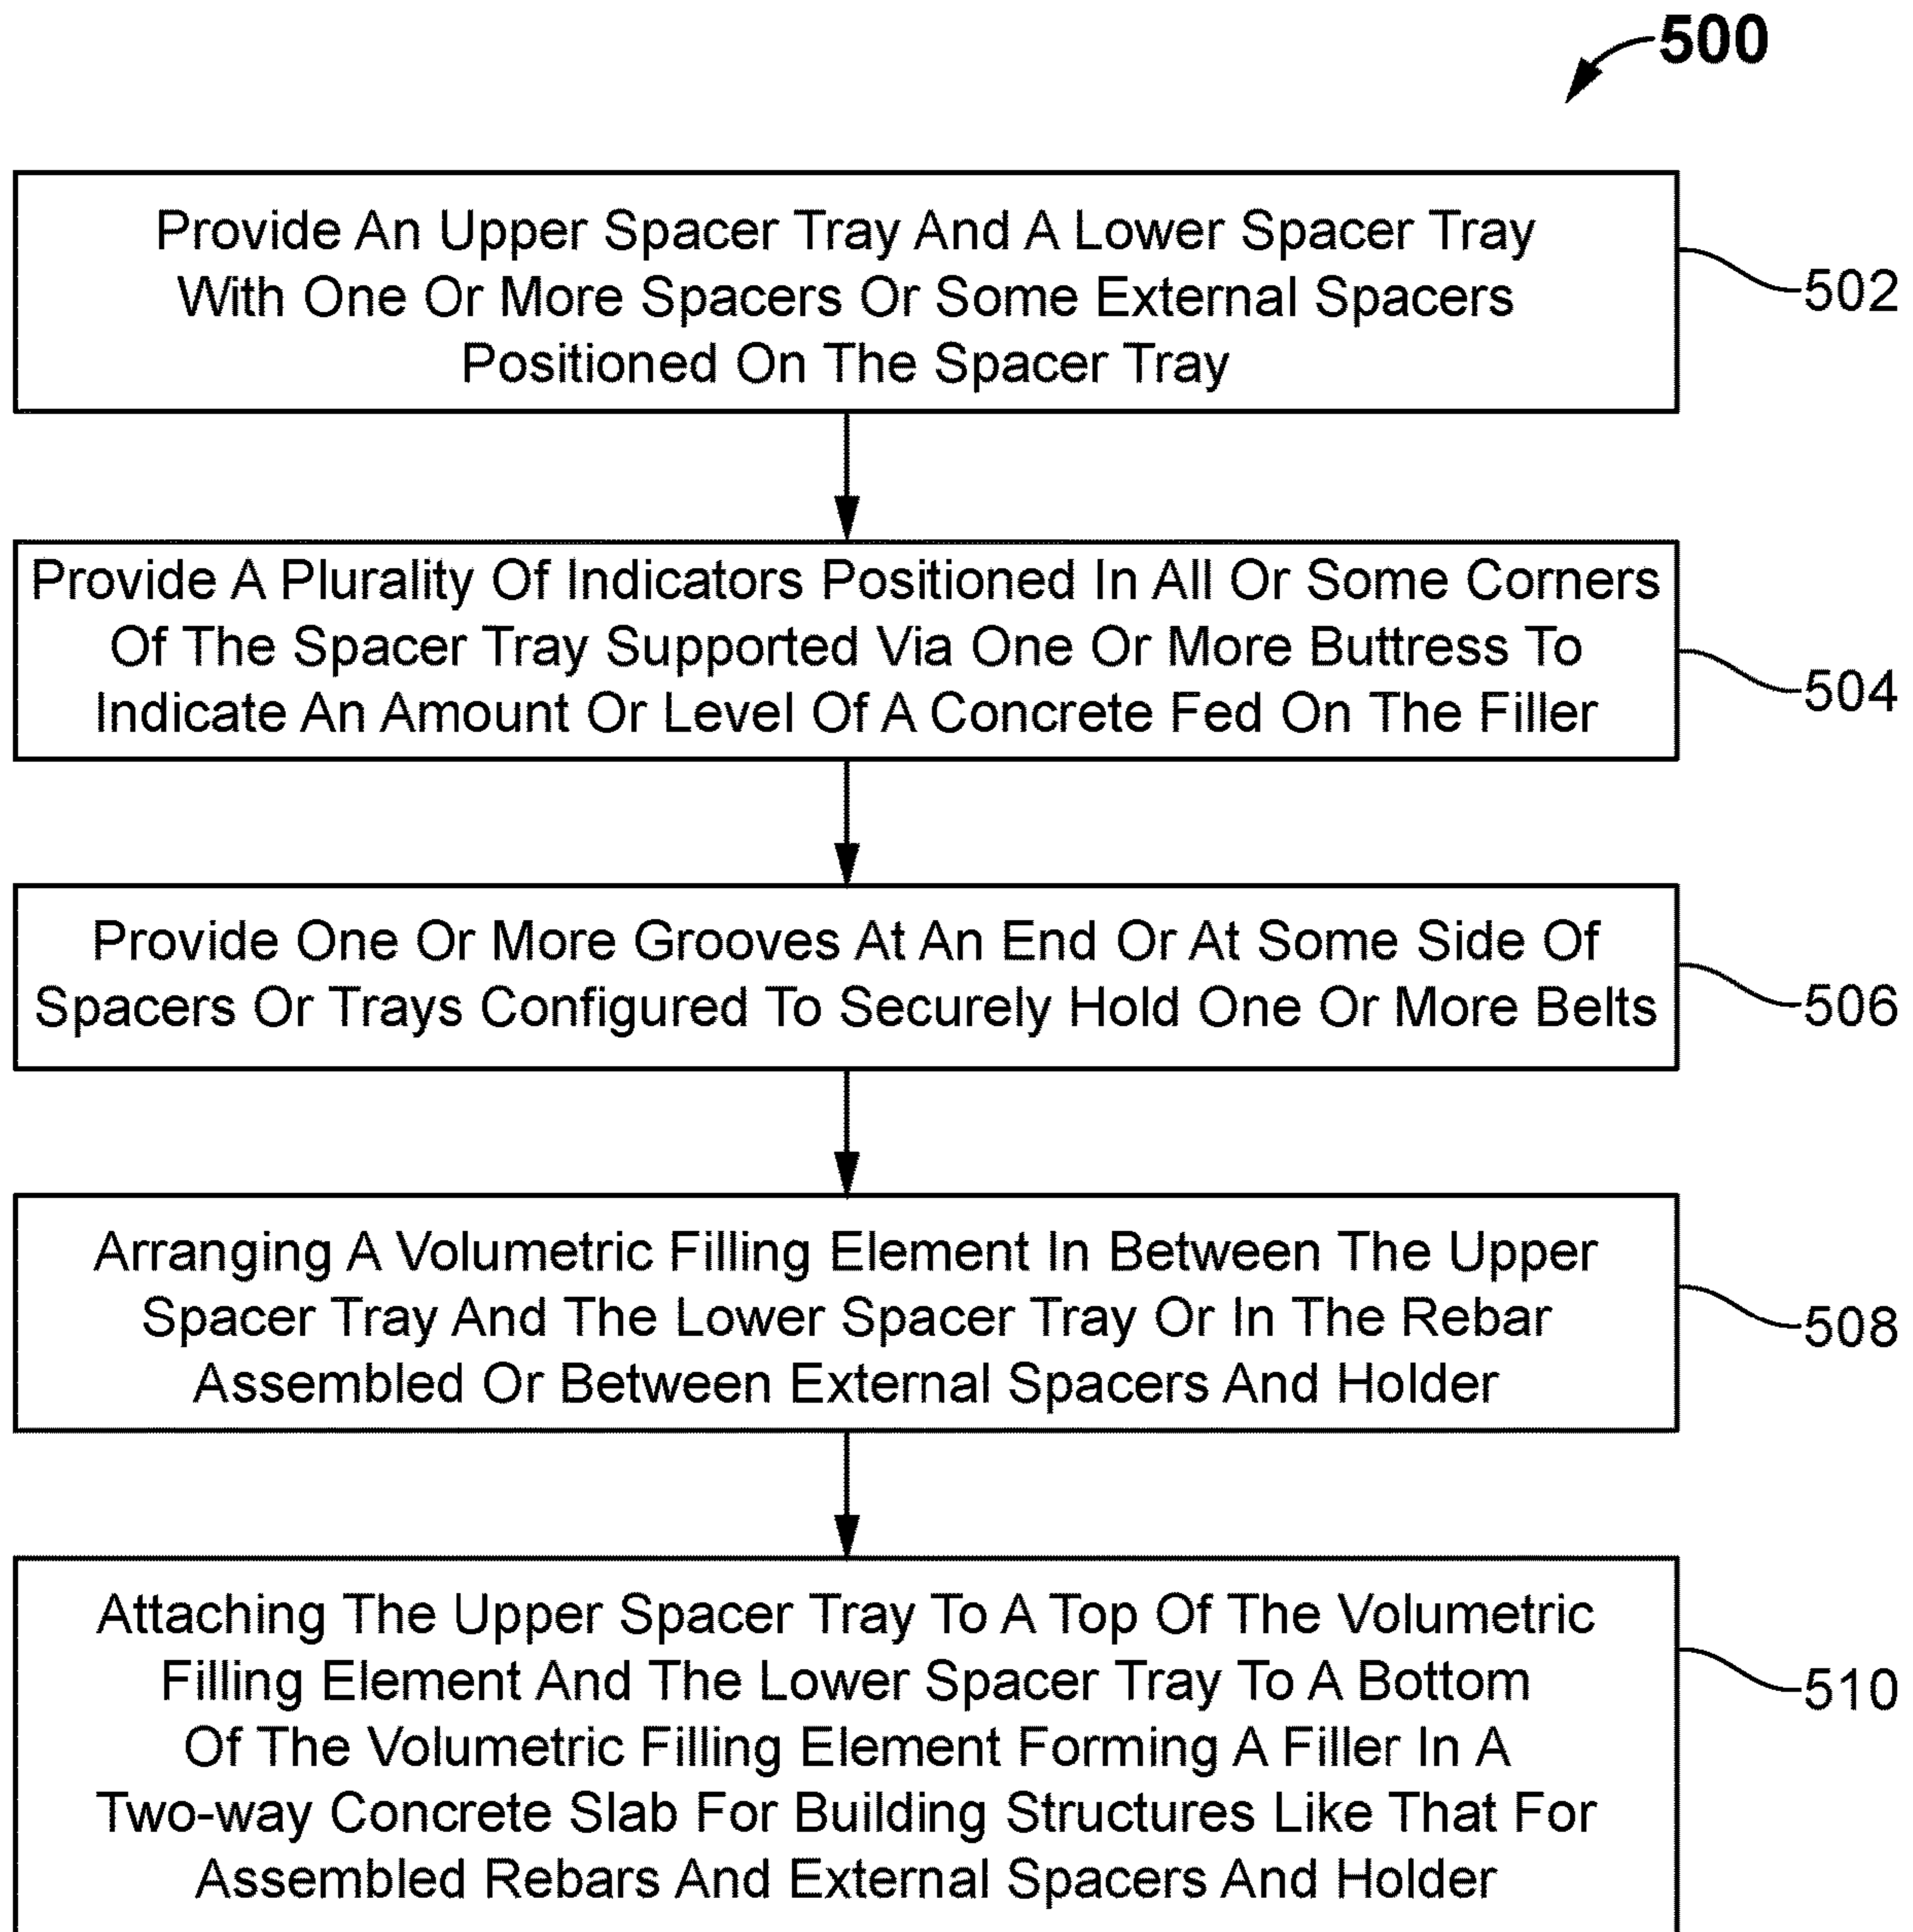 500
Provide An Upper Spacer Tray And A Lower Spacer Tray
With One Or More Spacers Or Some External Spacers
Positioned On The Spacer Tray
502
Provide A Plurality Of Indicators Positioned In All Or Some Corners
Of The Spacer Tray Supported Via One Or More Buttress To
Indicate An Amount Or Level Of A Concrete Fed On The Filler
504
Provide One Or More Grooves At An End Or At Some Side Of
Spacers Or Trays Configured To Securely Hold One Or More Belts
506
Arranging A Volumetric Filling Element In Between The Upper
Spacer Tray And The Lower Spacer Tray Or In The Rebar
Assembled Or Between External Spacers And Holder
508
Attaching The Upper Spacer Tray To A Top Of The Volumetric
Filling Element And The Lower Spacer Tray To A Bottom
Of The Volumetric Filling Element Forming A Filler In A
Two-way Concrete Slab For Building Structures Like That For
Assembled Rebars And External Spacers And Holder
510